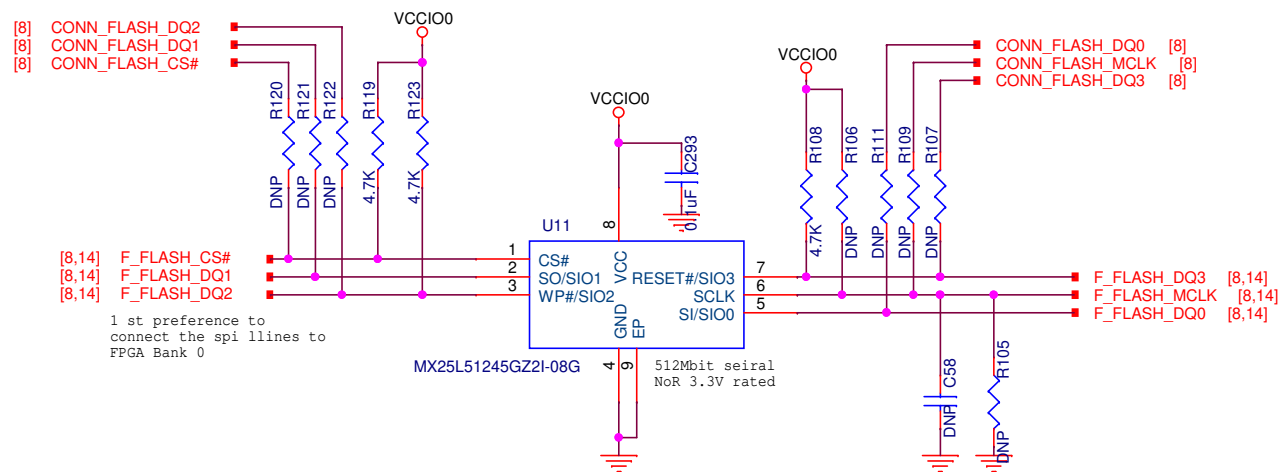 [8] CONN_FLASH_DQ2
[8] CONN_FLASH_DQ1
[8] CONN_FLASH_CS#
VCCIO0
R120
R121
R122
R119
R123
DNP
DNP
DNP
4.7K
4.7K
VCCIO0
C293
0.1uF
VCCIO0
CONN_FLASH_DQ0 [8]
CONN_FLASH_MCLK [8]
CONN_FLASH_DQ3 [8]
R108
R106
R111
R109
R107
4.7K
DNP
DNP
DNP
DNP
U11
8
[8,14] F_FLASH_CS#
[8,14] F_FLASH_DQ1
[8,14] F_FLASH_DQ2
1
2
3
CS#
SO/SIO1
WP#/SIO2
VCC
GND
EP
RESET#/SIO3
SCLK
SI/SIO0
7
6
5
F_FLASH_DQ3 [8,14]
F_FLASH_MCLK [8,14]
F_FLASH_DQ0 [8,14]
1 st preference to
connect the spi llines to
FPGA Bank 0
MX25L51245GZ2I-08G
4
9
512Mbit seiral
NoR 3.3V rated
C58
DNP
R105
DNP